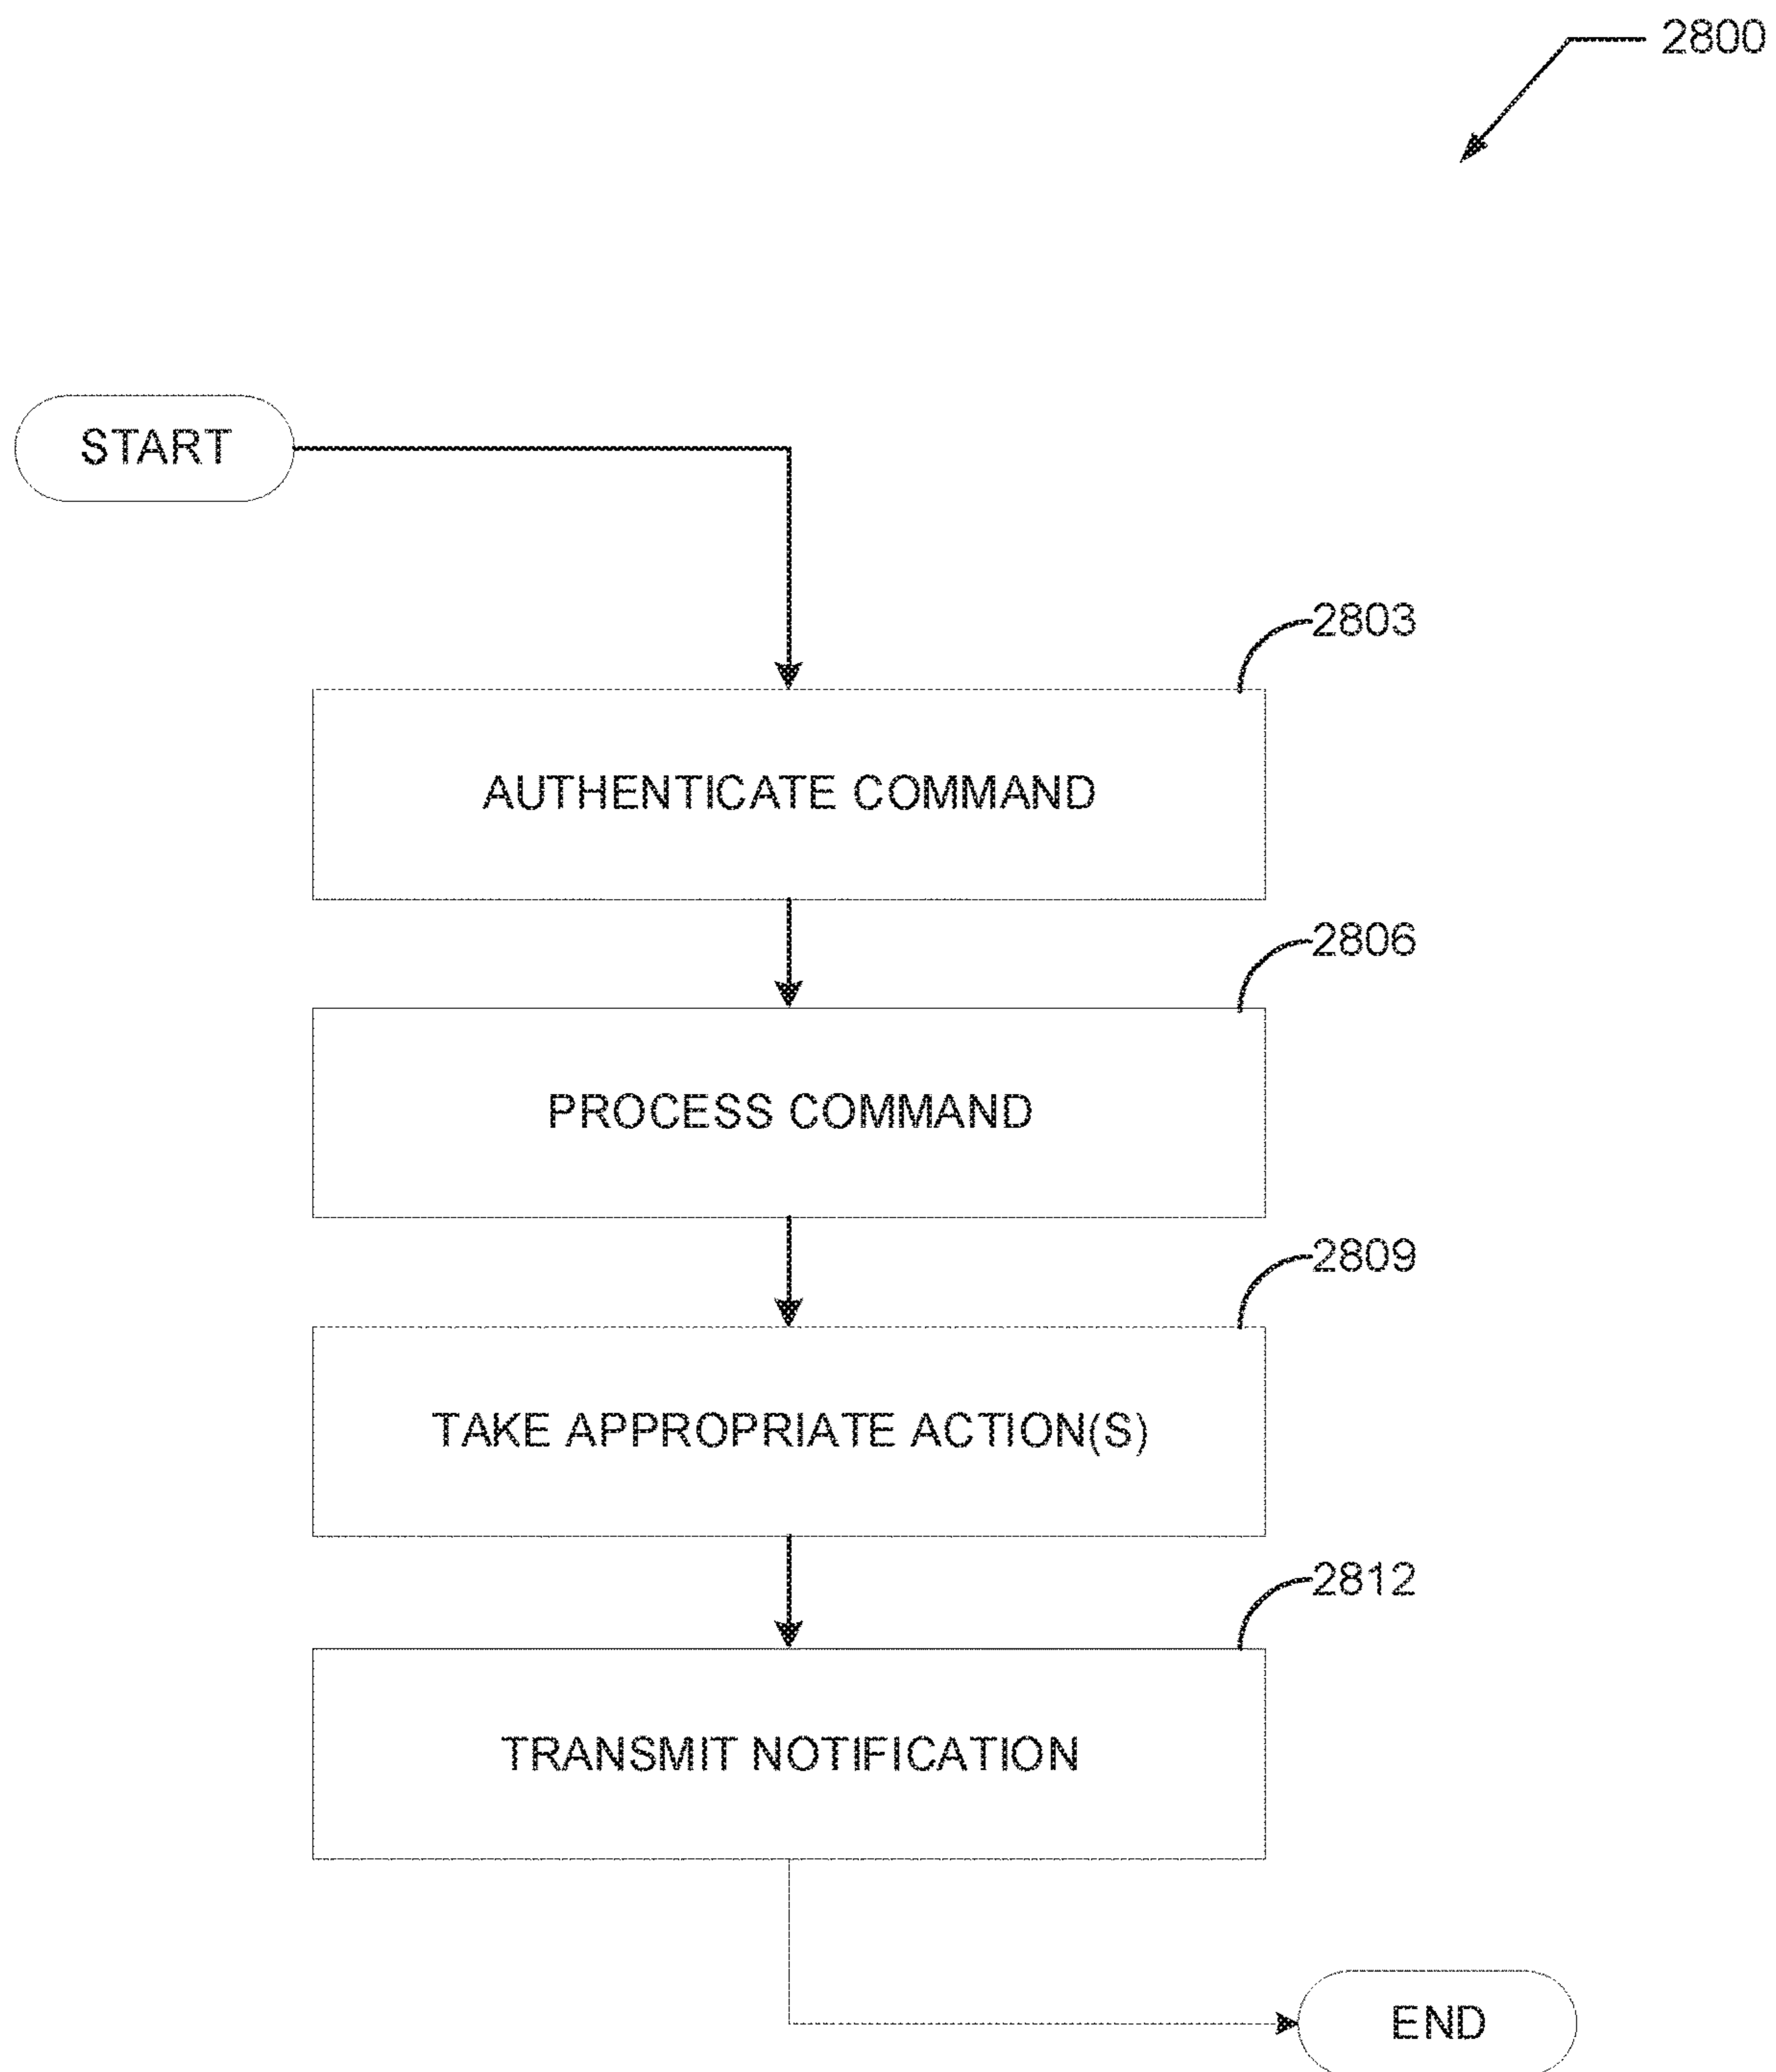 2800
START
2803
AUTHENTICATE COMMAND
2806
PROCESS COMMAND
2809
TAKE APPROPRIATE ACTION(S)
2812
TRANSMIT NOTIFICATION
END